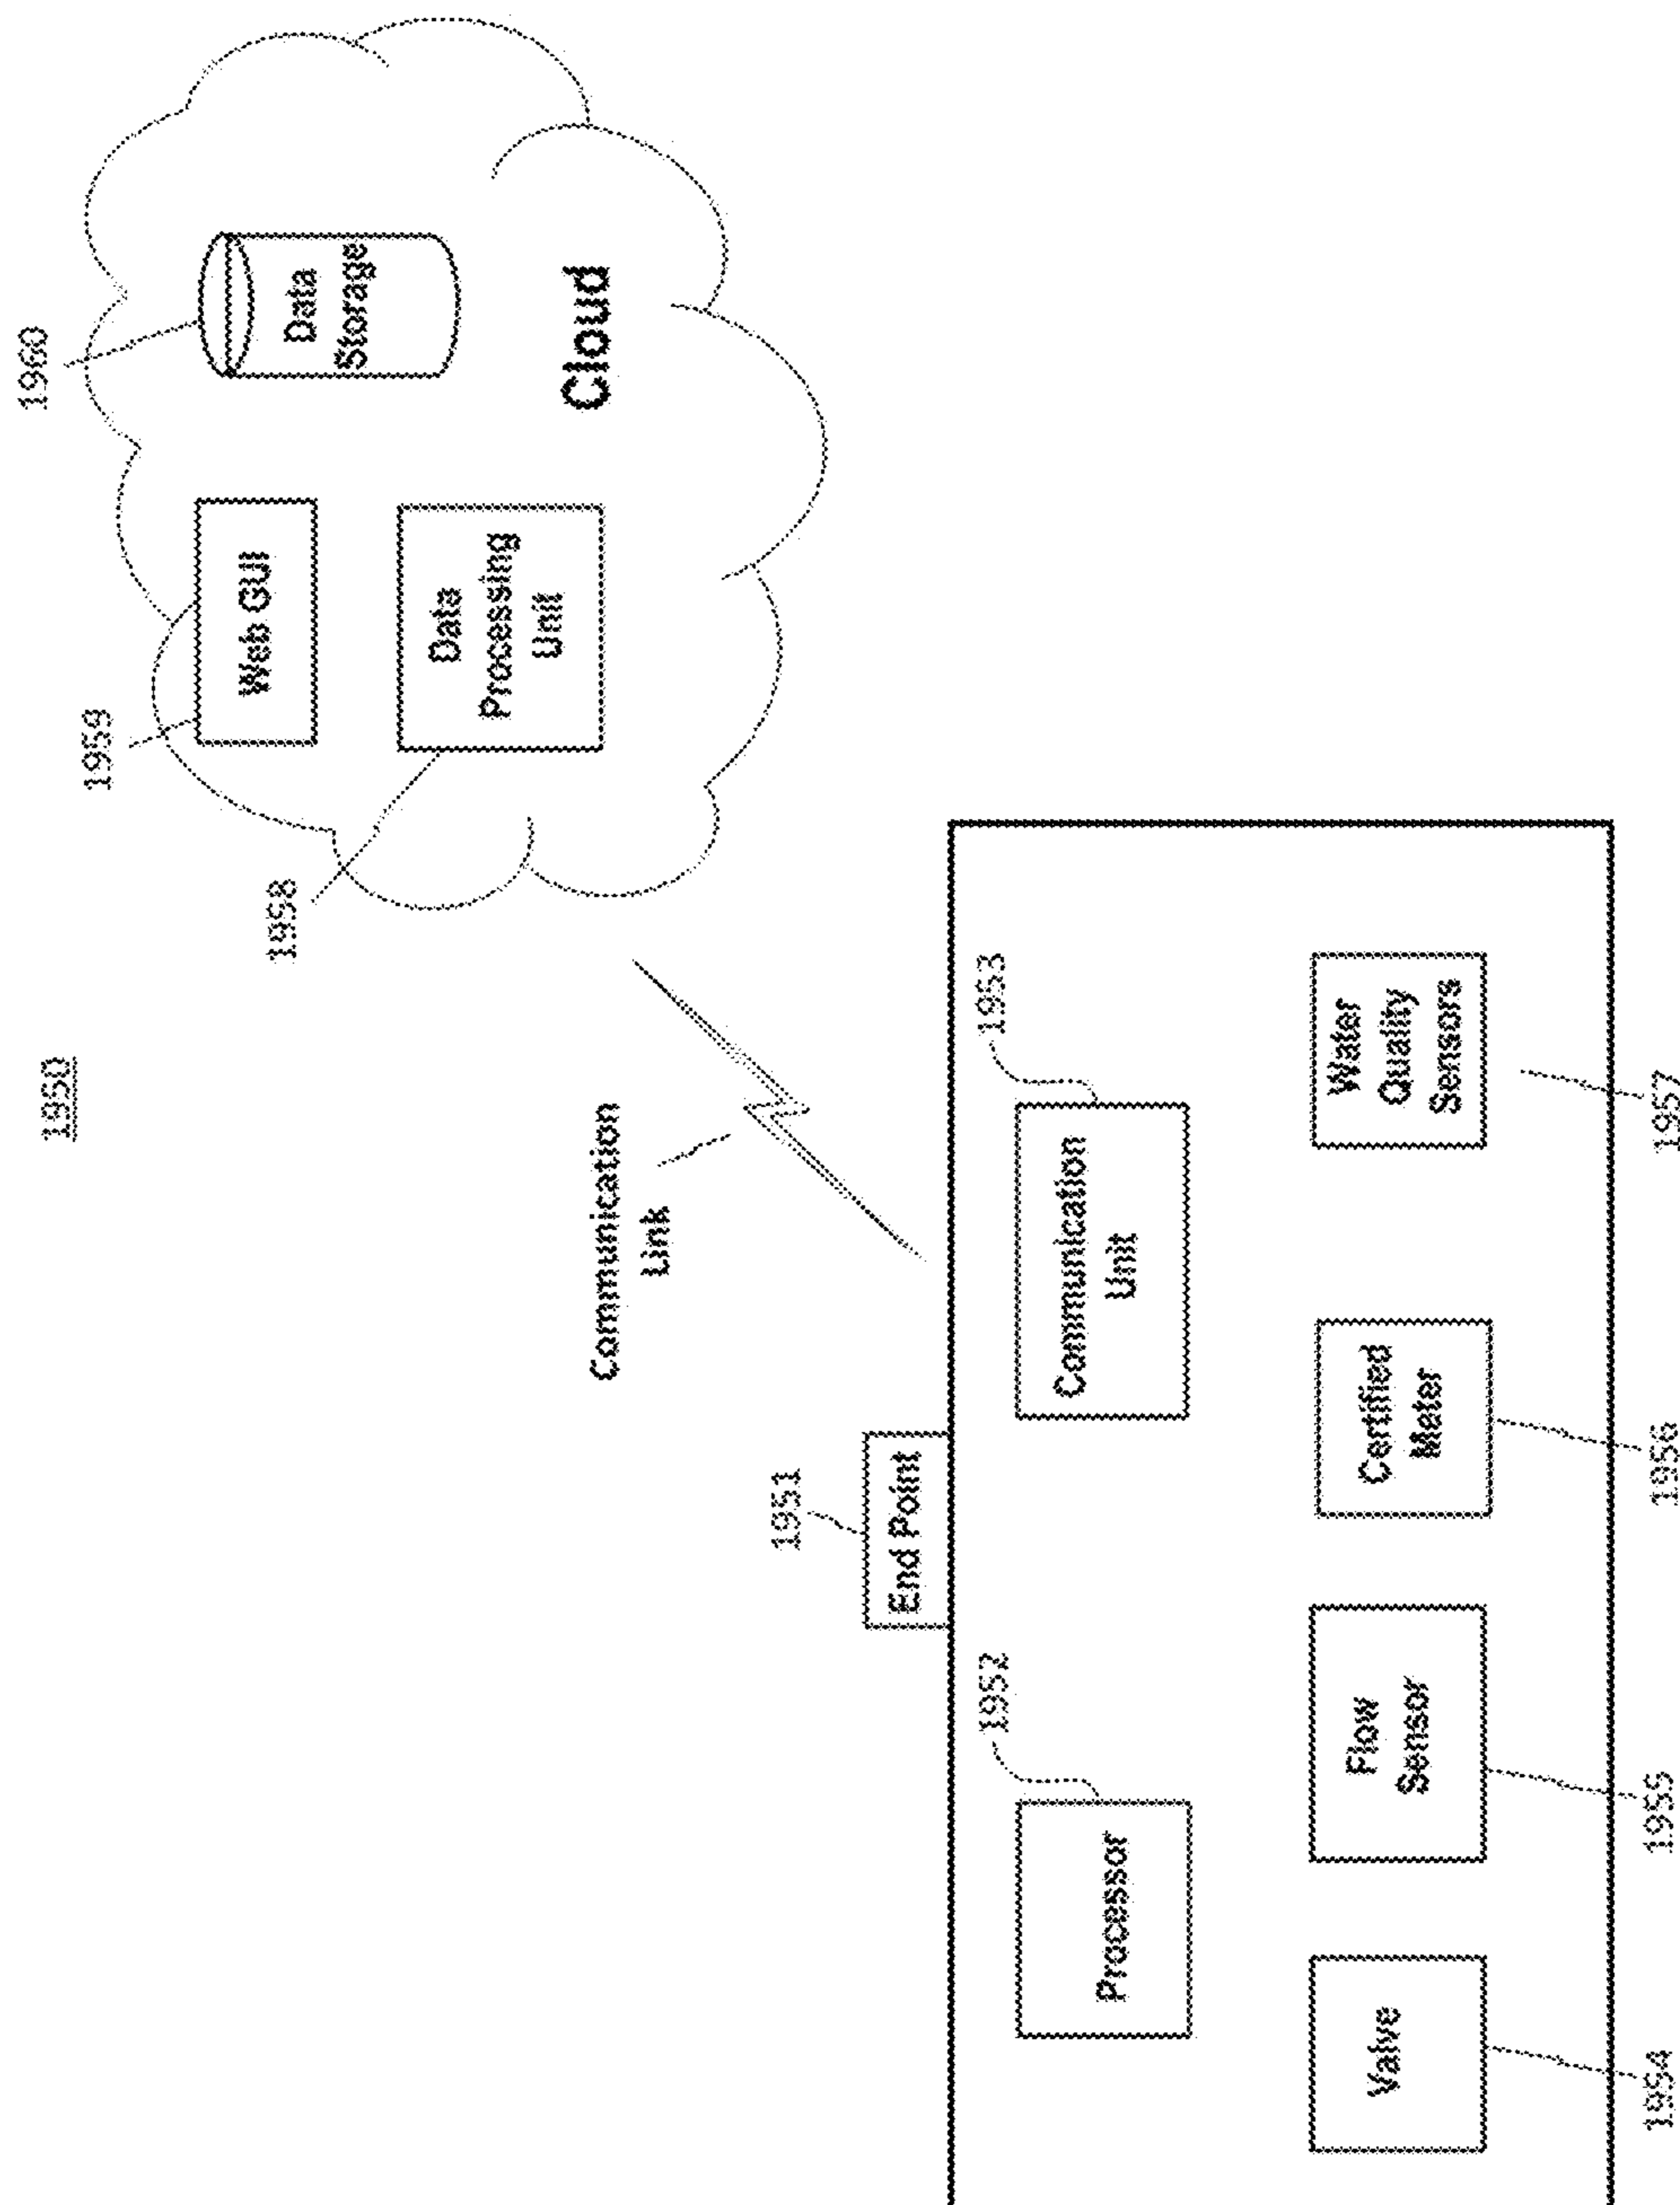 1950
1960
1959
Web GUI
Data
Storage
1958
Data
Processing
Unit
Cloud
Communication
Link
1951
End Point
1952
Processor
1953
Communication
Unit
Valve
Flow
Sensor
Certified
Meter
Water
Quality
Sensors
1954
1955
1956
1957